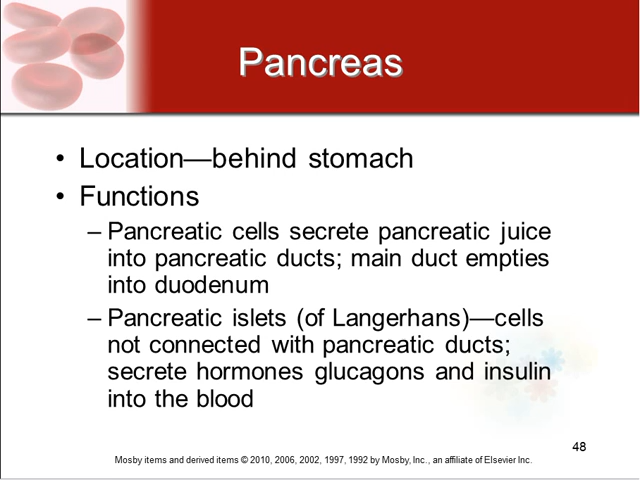 Pancreas
• Location—behind stomach
• Functions
– Pancreatic cells secrete pancreatic juice
into pancreatic ducts; main duct empties
into duodenum
– Pancreatic islets (of Langerhans)—cells
not connected with pancreatic ducts;
secrete hormones glucagons and insulin
into the blood
48
Mosby items and derived items © 2010, 2006, 2002, 1997, 1992 by Mosby, Inc., an affiliate of Elsevier Inc.